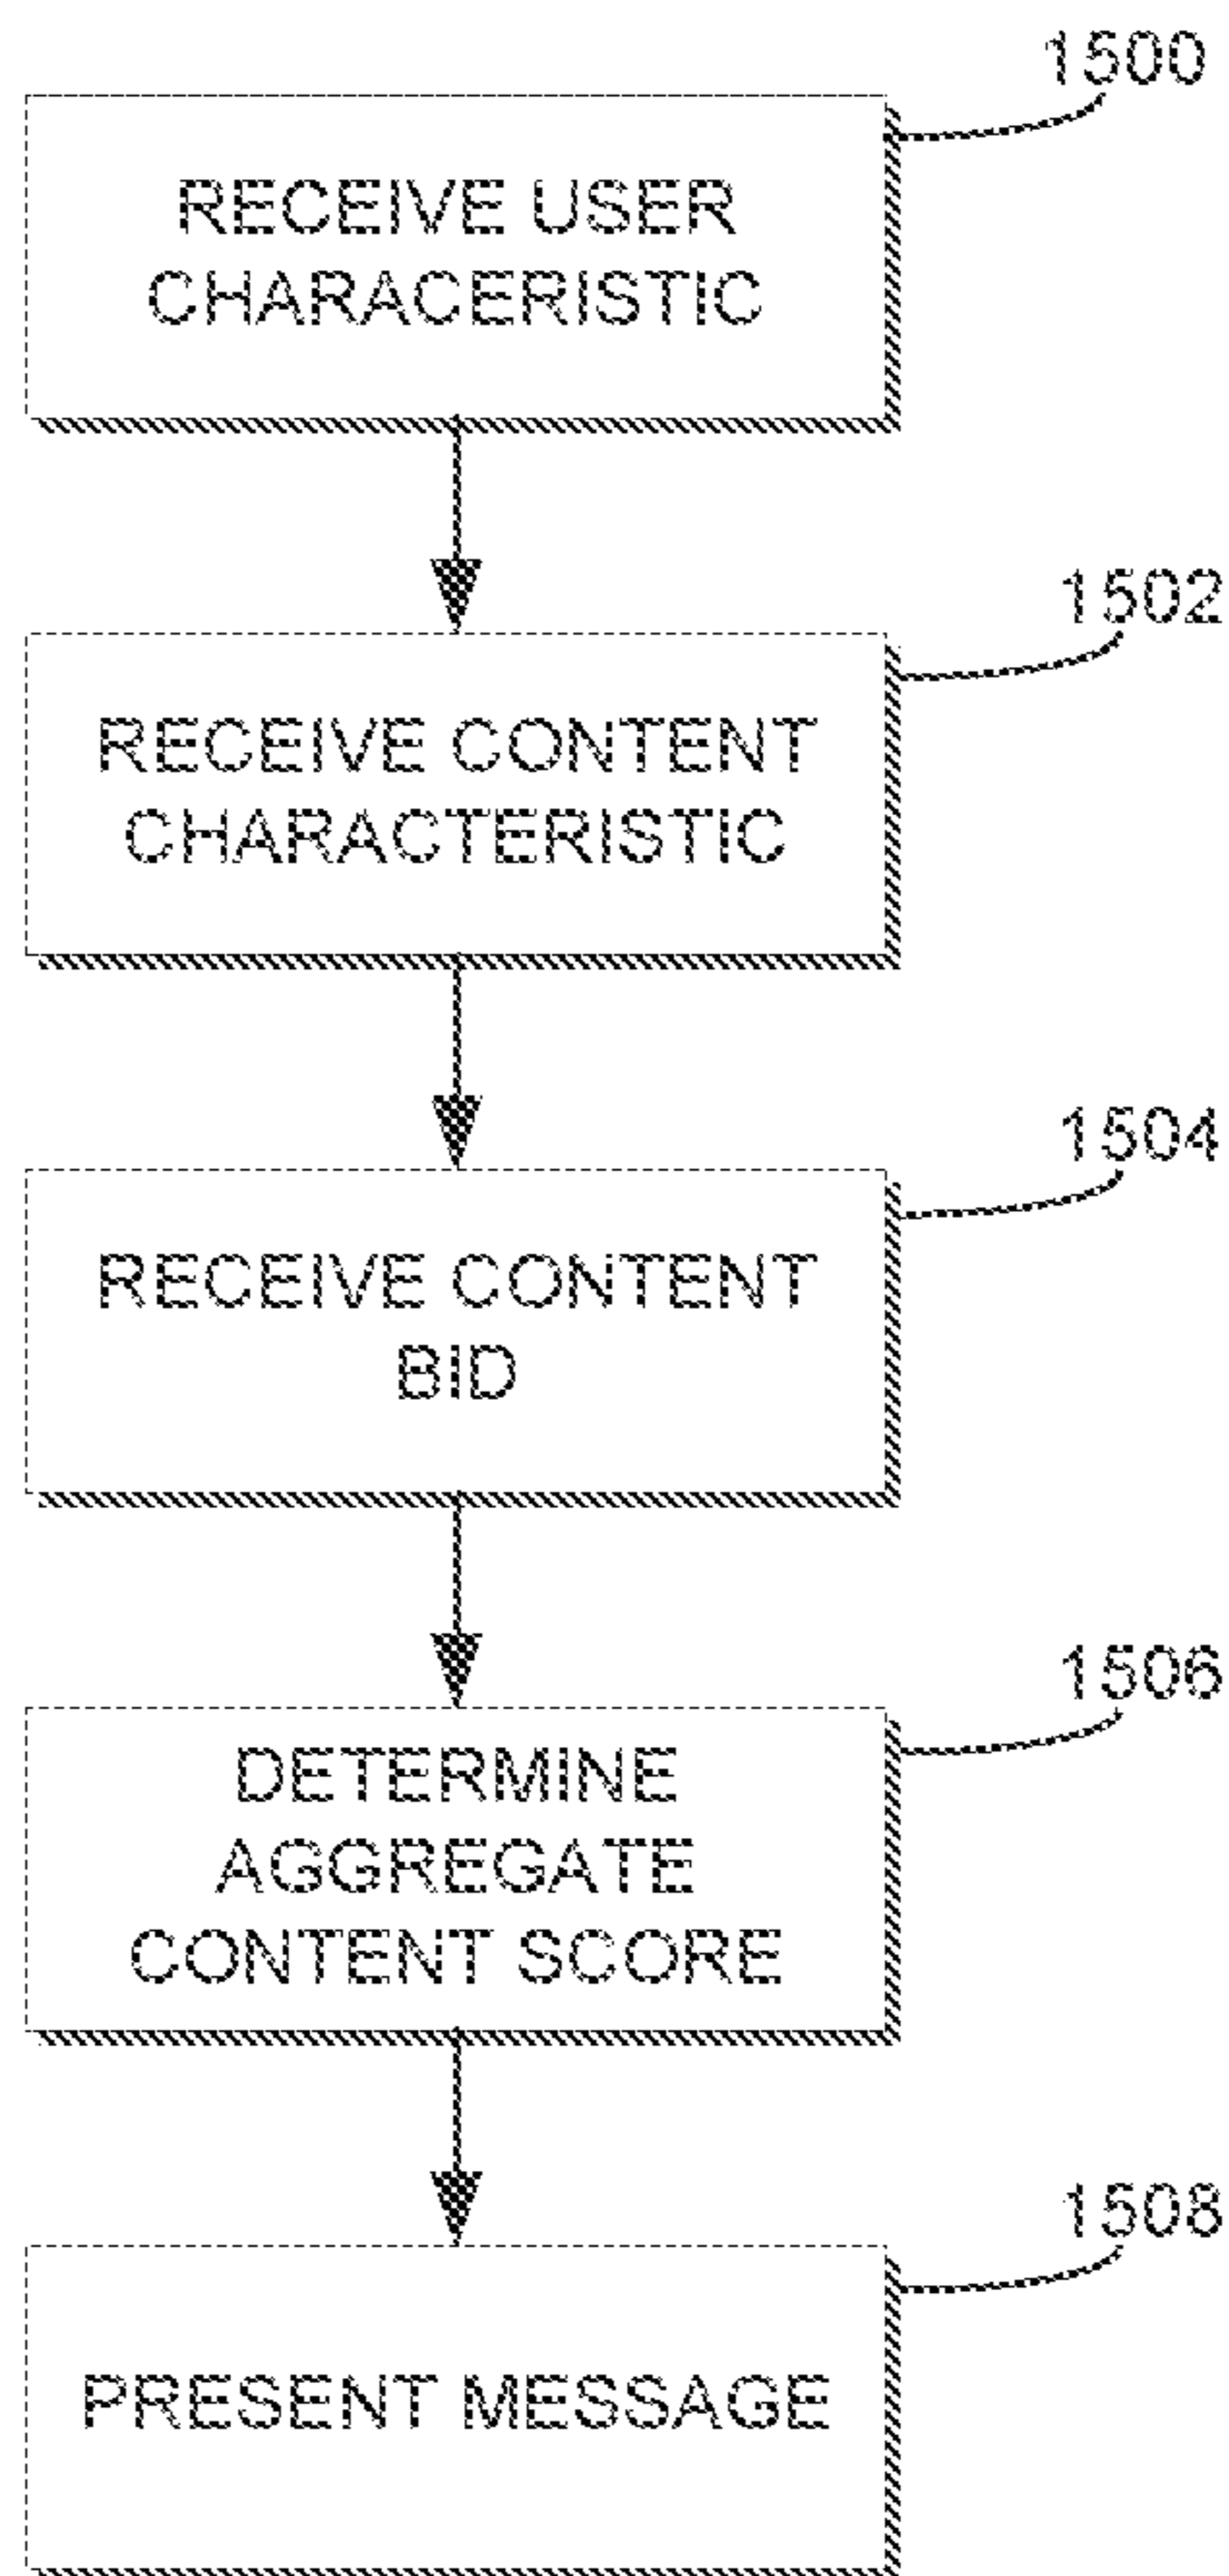 1500
RECEIVE USER
CHARACERISTIC
1502
RECEIVE CONTENT
CHARACTERISTIC
1504
RECEIVE CONTENT
BID
1506
DETERMINE
AGGREGATE
CONTENT SCORE
1508
PRESENT MESSAGE